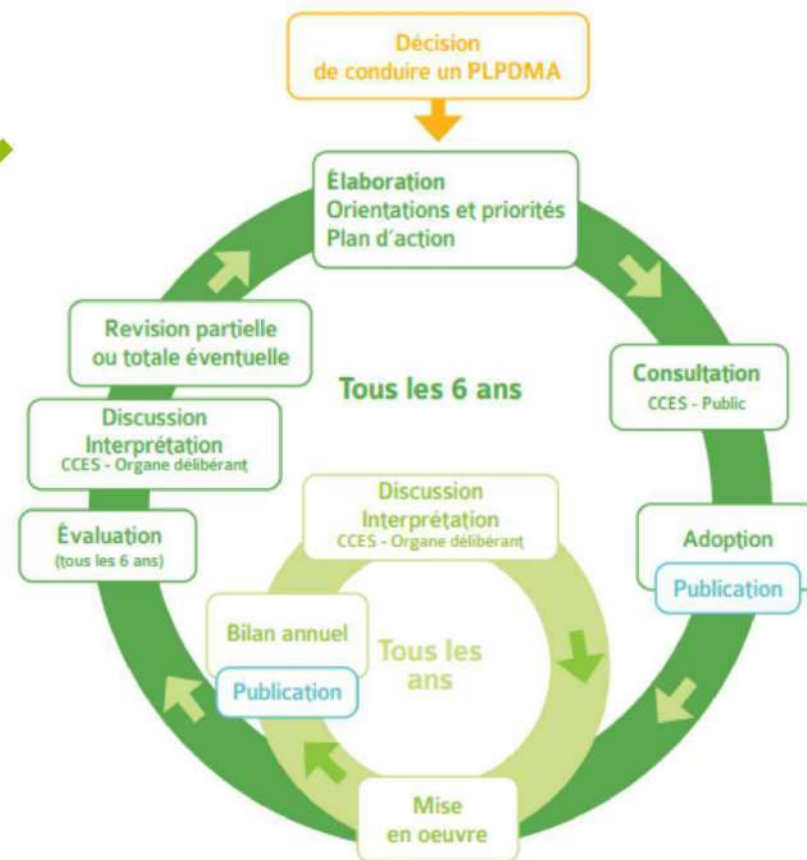 Décision
de conduire un PLPDMA
Élaboration
Orientations et priorités
Plan d'action
Revision partielle
ou totale éventuelle
Tous les 6 ans
Consultation
CCES - Public
Discussion
Interprétation
CCES - Organe délibérant
Discussion
Interprétation
CCES - Organe délibérant
Évaluation
(tous les 6 ans)
Adoption
Publication
Bilan annuel
Publication
Tous les
ans
Mise
en oeuvre